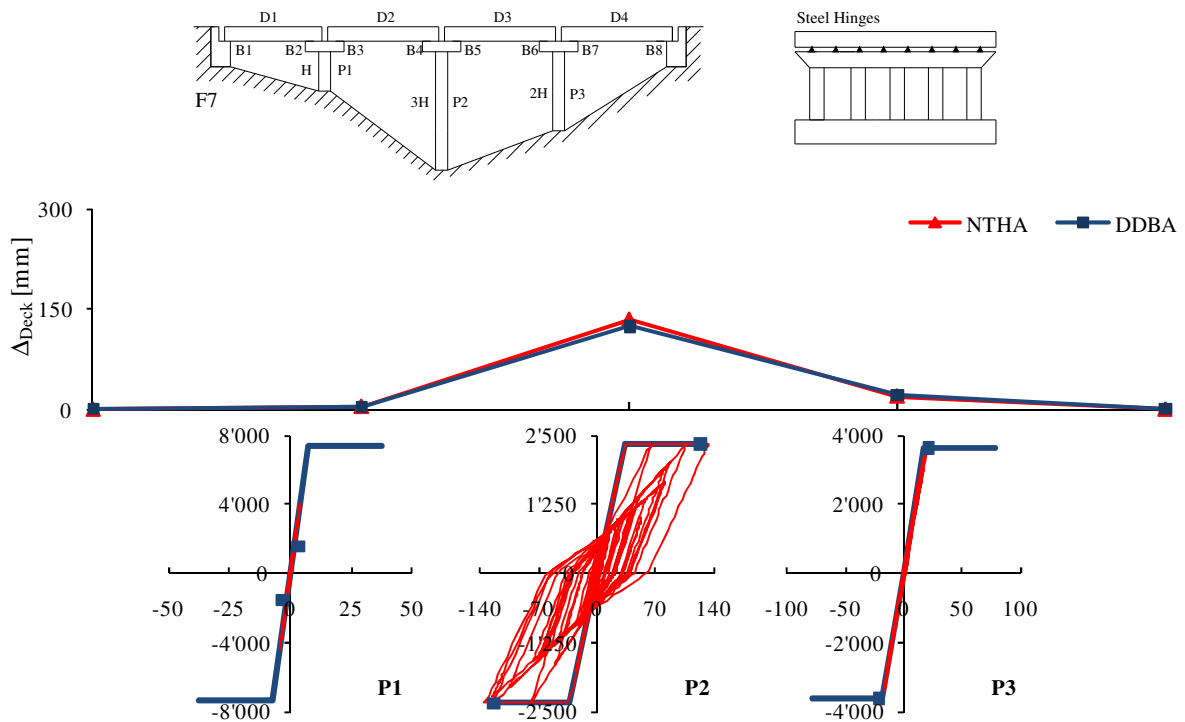 D1 D2 D3 D4
Steel Hinges
B1 B2 B3 B4 B5 B6 B7 B8
H P1
3H P2
2H P3
F7
300
150
0
Δ Deck [mm]
NTHA DDBA
8'000
4'000
0
-4'000
-8'000
-50 -25 0 25 50
P1
2'500
1'250
0
-1'250
-2'500
-140 -70 0 70 140
P2
4'000
2'000
0
-2'000
-4'000
-100 -50 0 50 100
P3